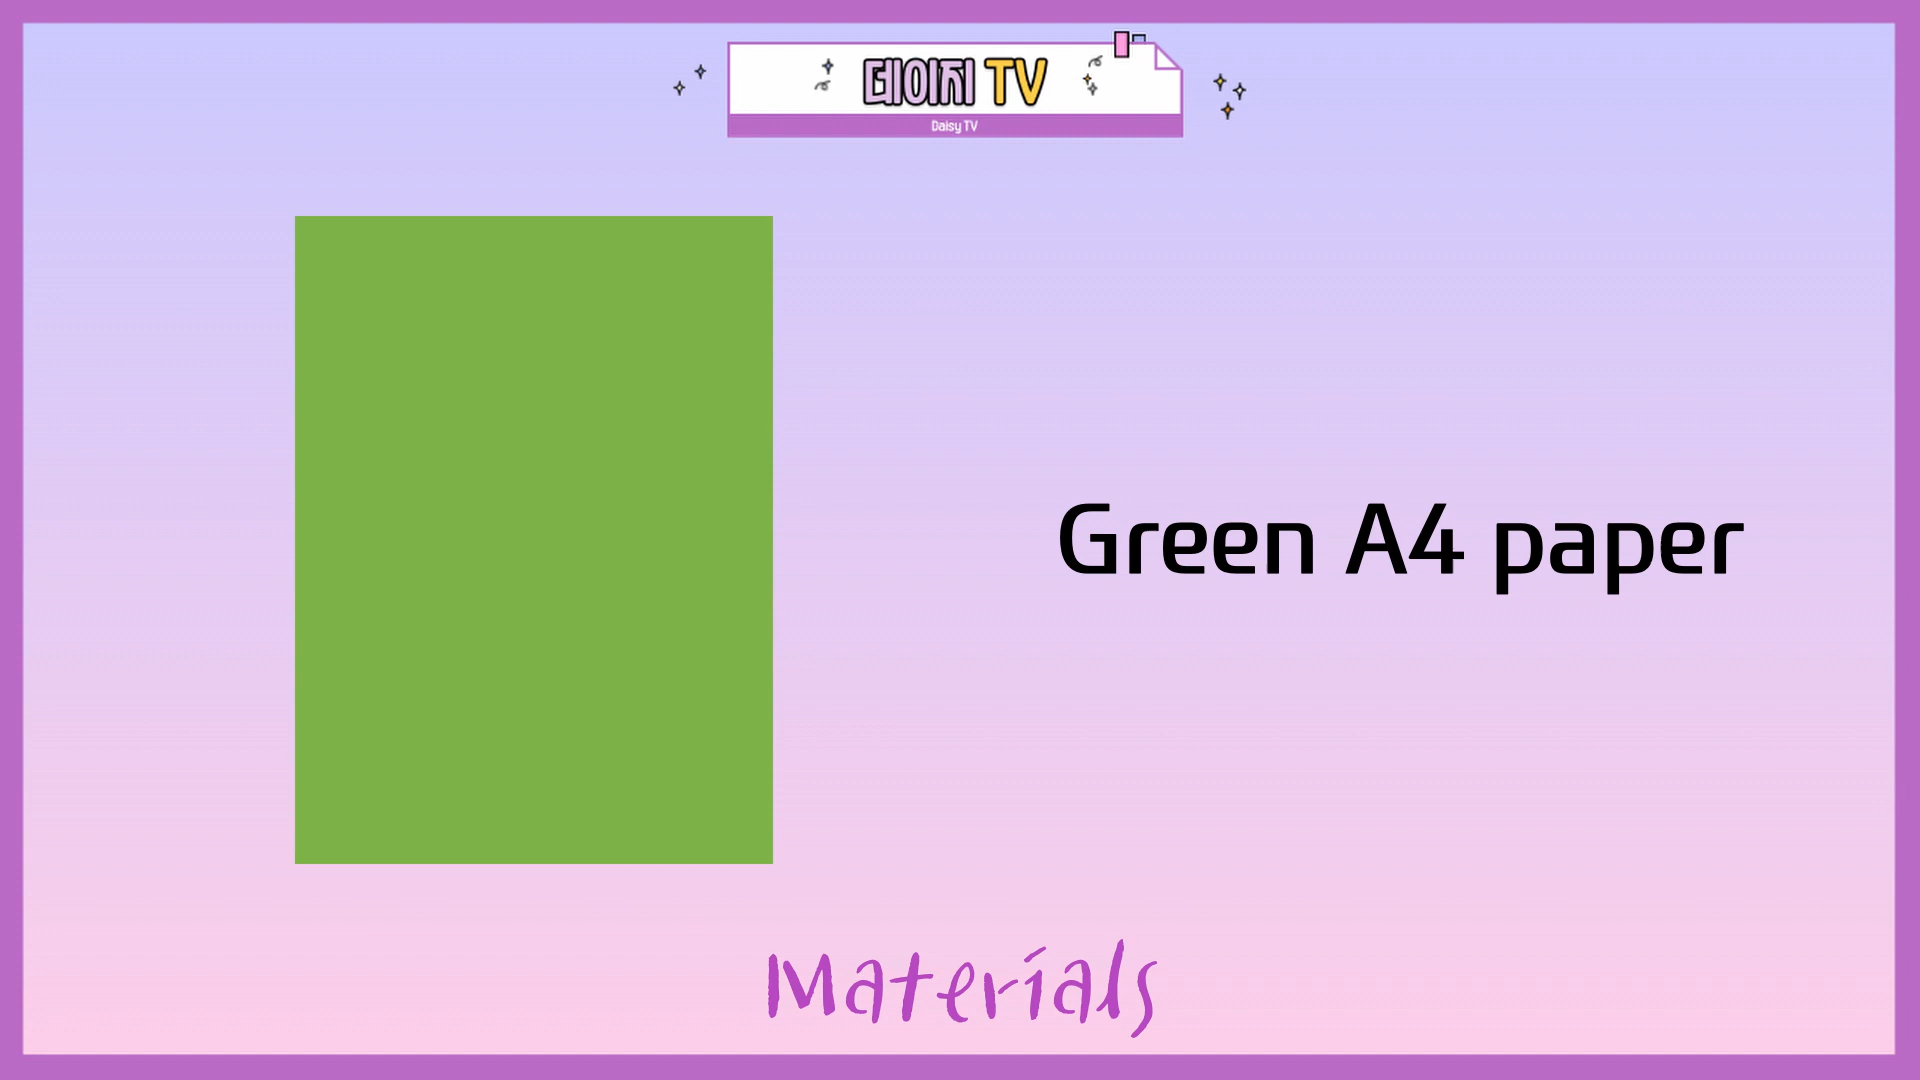 데이지 TV
Daisy TV
Green A4 paper
Materials